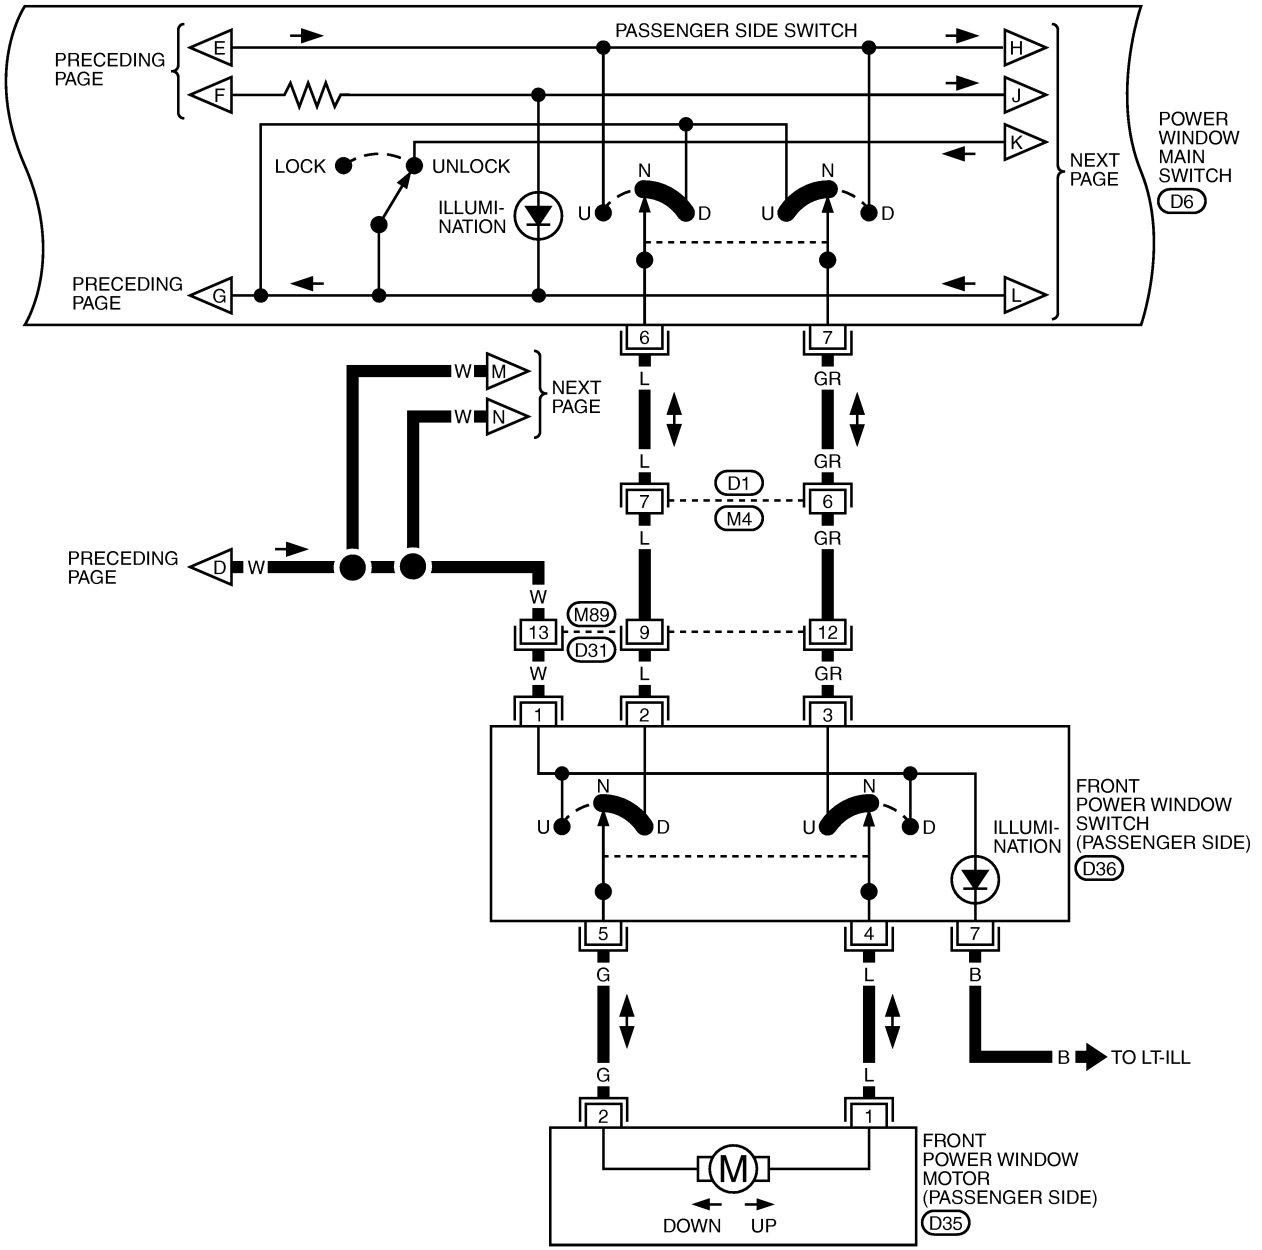 PRECEDING
PAGE
E
F
PASSENGER SIDE SWITCH
H
J
K
NEXT
PAGE
POWER
WINDOW
MAIN
SWITCH
D6
LOCK
UNLOCK
ILLUMI-
NATION
U
N
D
U
N
D
PRECEDING
PAGE
G
L
6
7
W
M
W
N
NEXT
PAGE
L
GR
L
GR
7
D1
M4
6
L
GR
PRECEDING
PAGE
D
W
W
13
M89
D31
9
12
W
L
GR
1
2
3
U
N
D
U
N
D
ILLUMI-
NATION
FRONT
POWER WINDOW
SWITCH
(PASSENGER SIDE)
D36
5
4
7
G
L
B
G
L
B
TO LT-ILL
2
1
M
DOWN
UP
FRONT
POWER WINDOW
MOTOR
(PASSENGER SIDE)
D35